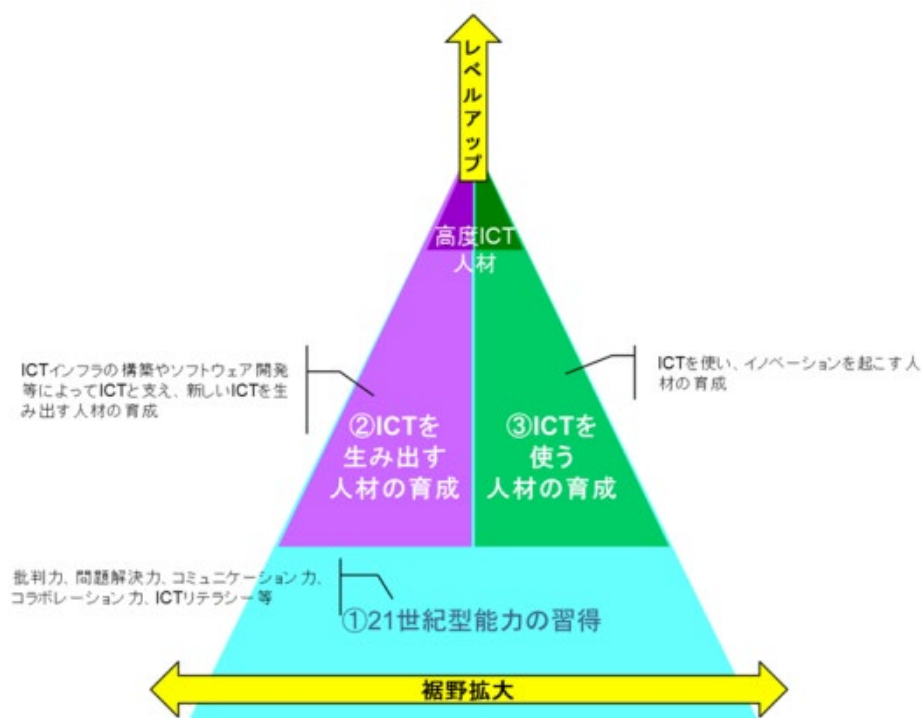 レベルアップ
高度ICT
人材
ICTインフラの構築やソフトウェア開発
等によってICTと支え、新しいICTを生
み出す人材の育成
ICTを使い、イノベーションを起こす人
材の育成
②ICTを
生み出す
人材の育成
③ICTを
使う
人材の育成
批判力、問題解決力、コミュニケーション力、
コラボレーション力、ICTリテラシー等
①21世紀型能力の習得
裾野拡大